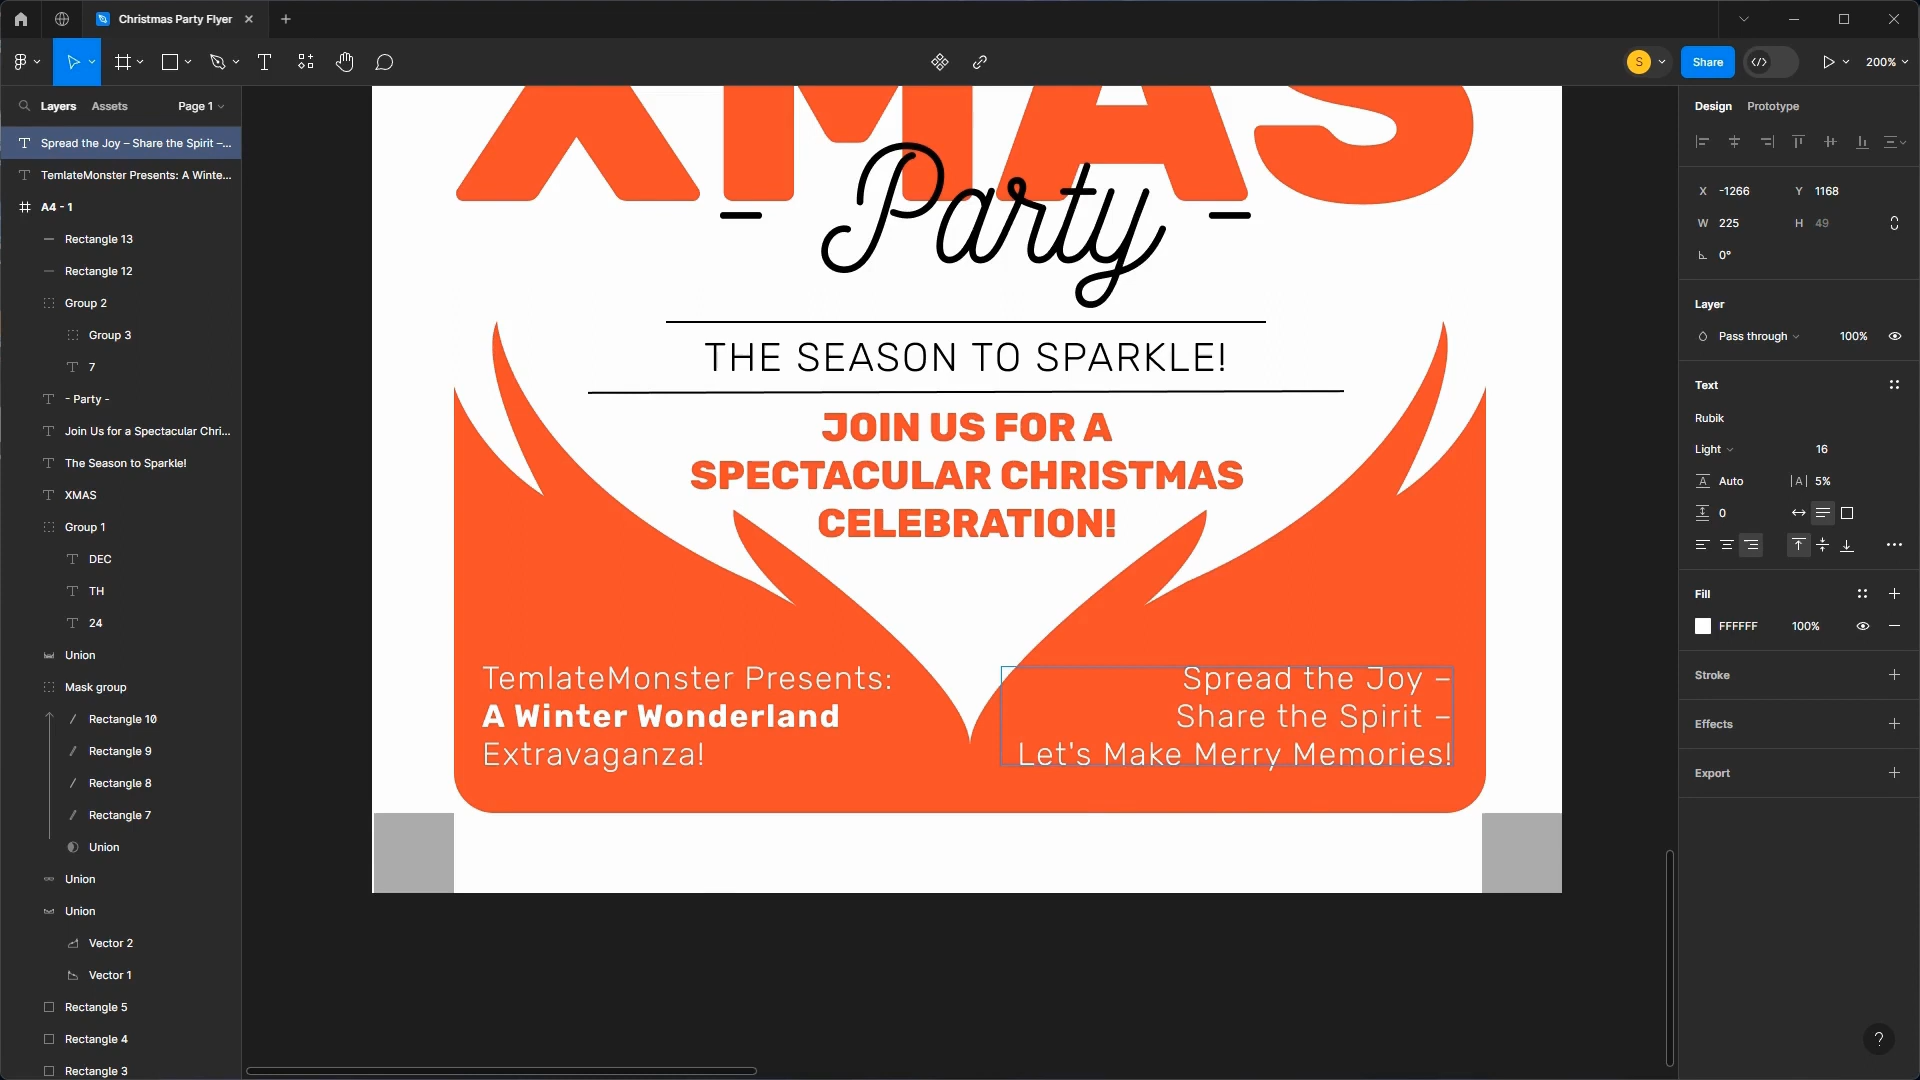 Christmas Party Flyer
S
Share
200%
Layers
Assets
Page 1
Spread the Joy – Share the Spirit –...
TemlateMonster Presents: A Winte...
A4 - 1
Rectangle 13
Rectangle 12
Group 2
Group 3
7
- Party -
Join Us for a Spectacular Chri...
The Season to Sparkle!
XMAS
Group 1
DEC
TH
24
Union
Mask group
Rectangle 10
Rectangle 9
Rectangle 8
Rectangle 7
Union
Union
Union
Vector 2
Vector 1
Rectangle 5
Rectangle 4
Rectangle 3
XMAS
- Party -
THE SEASON TO SPARKLE!
JOIN US FOR A
SPECTACULAR CHRISTMAS
CELEBRATION!
TemlateMonster Presents:
A Winter Wonderland
Extravaganza!
Spread the Joy –
Share the Spirit –
Let's Make Merry Memories!
Design
Prototype
X -1266 Y 1168
W 225 H 49
0°
Layer
Pass through 100%
Text
Rubik
Light 16
Auto 5%
0
Fill
FFFFFF 100%
Stroke
Effects
Export
?